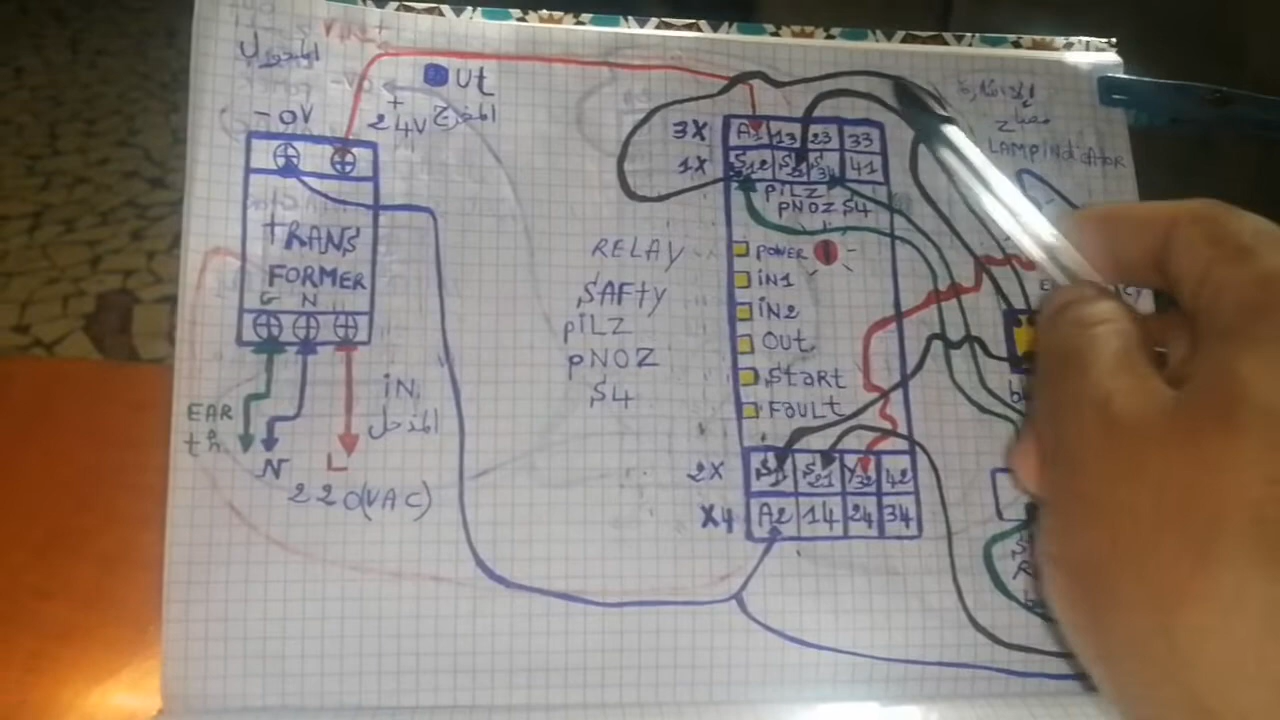 المحول
- 0V
+
24V
Out
المخرج
TRANS
FORMER
G N
EAR
th.
N
L
IN
المدخل
220(VAC)
RELAY
SAFty
PILZ
PNOZ
S4
3X A1 13 23 33
1X S12 S22 S34 41
PILZ
PNOZ S4
POWER
IN1
IN2
Out
StaRt
FauLt
2X S11 S21 Y32 42
X4 A2 14 24 34
LAMPIndicatoR